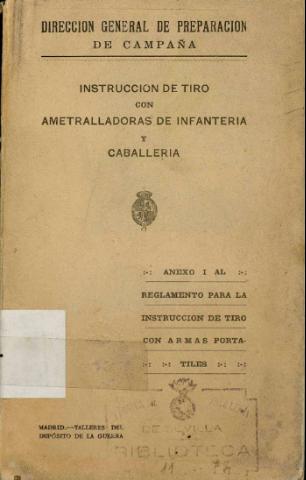 DIRECCION GENERAL DE PREPARACION
DE CAMPAÑA
INSTRUCCION DE TIRO
CON
AMETRALLADORAS DE INFANTERIA
Y
CABALLERIA
:-: ANEXO I AL :-:
REGLAMENTO PARA LA
INSTRUCCION DE TIRO
CON ARMAS PORTA-
:-: :-: TILES :-: :-:
MADRID.—TALLERES DEL
DEPÓSITO DE LA GUERRA
DE SEVILLA
BIBLIOTECA